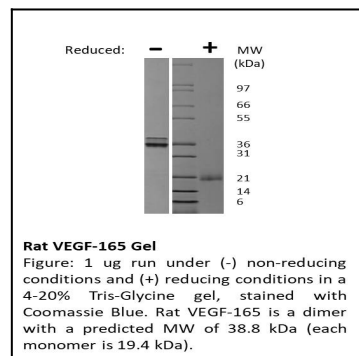 Reduced: – + MW
(kDa)
97
66
55
36
31
21
14
6
Rat VEGF-165 Gel
Figure: 1 ug run under (-) non-reducing
conditions and (+) reducing conditions in a
4-20% Tris-Glycine gel, stained with
Coomassie Blue. Rat VEGF-165 is a dimer
with a predicted MW of 38.8 kDa (each
monomer is 19.4 kDa).